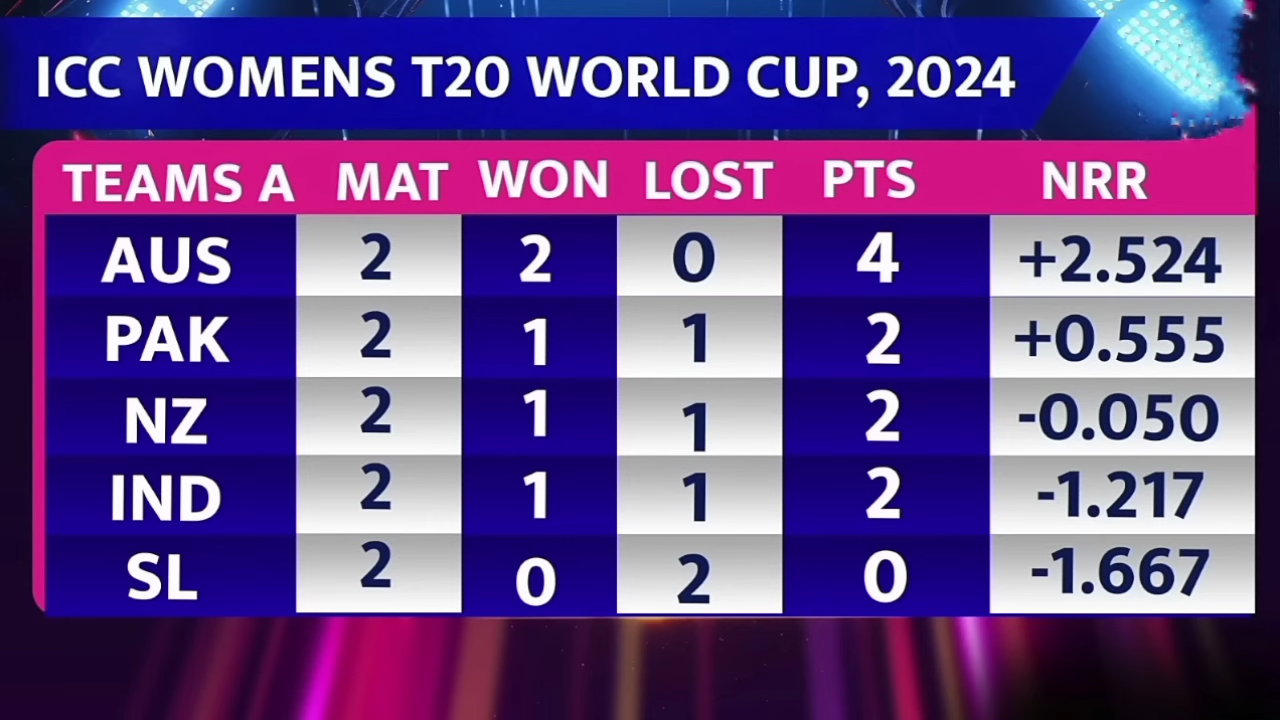 ICC WOMENS T20 WORLD CUP, 2024
TEAMS A MAT WON LOST PTS NRR
AUS 2 2 0 4 +2.524
PAK 2 1 1 2 +0.555
NZ 2 1 1 2 -0.050
IND 2 1 1 2 -1.217
SL 2 0 2 0 -1.667